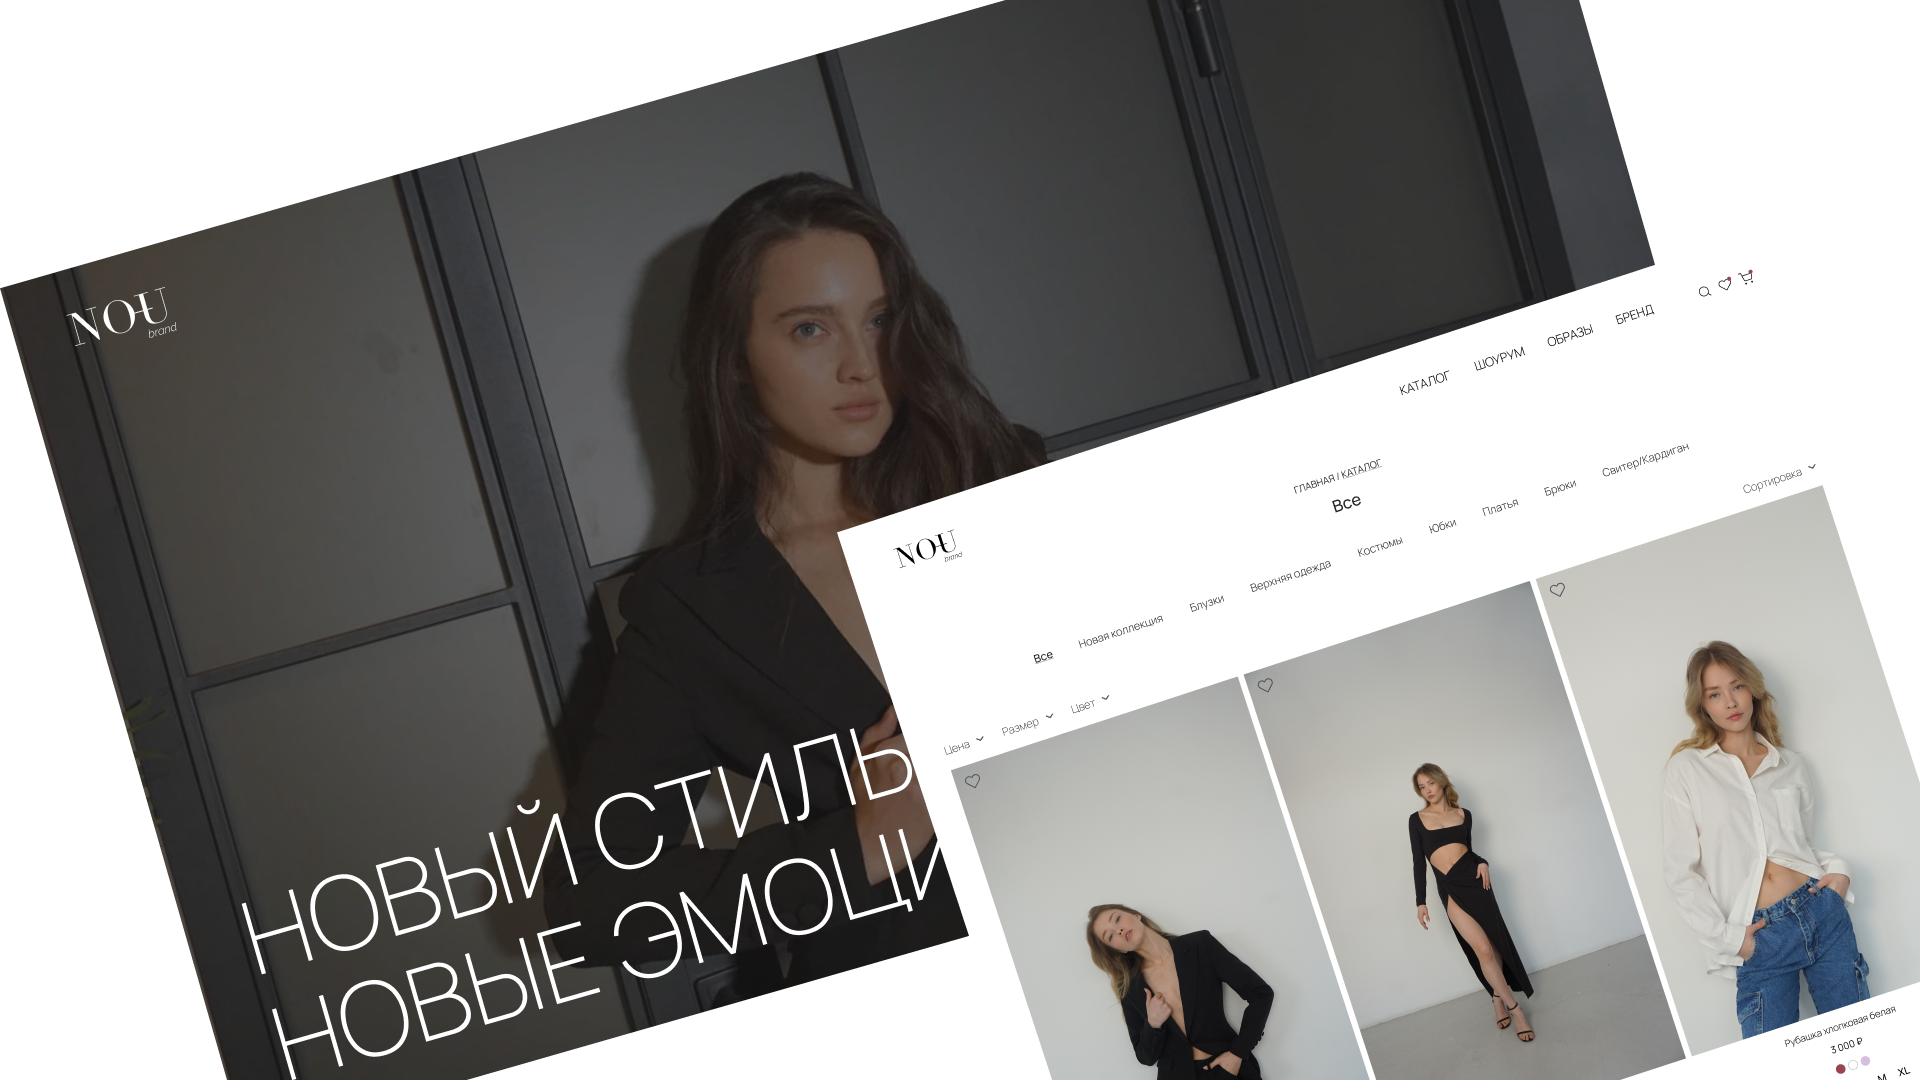 NOU
brand
НОВЫЙ СТИЛЬ
НОВЫЕ ЭМОЦИ
NOU
brand
КАТАЛОГ ШОУРУМ ОБРАЗЫ БРЕНД
ГЛАВНАЯ / КАТАЛОГ
Все
Все Новая коллекция Блузки Верхняя одежда Костюмы Юбки Платья Брюки Свитер/Кардиган
Цена Размер Цвет Сортировка
Рубашка хлопковая белая
3 000 ₽
M XL